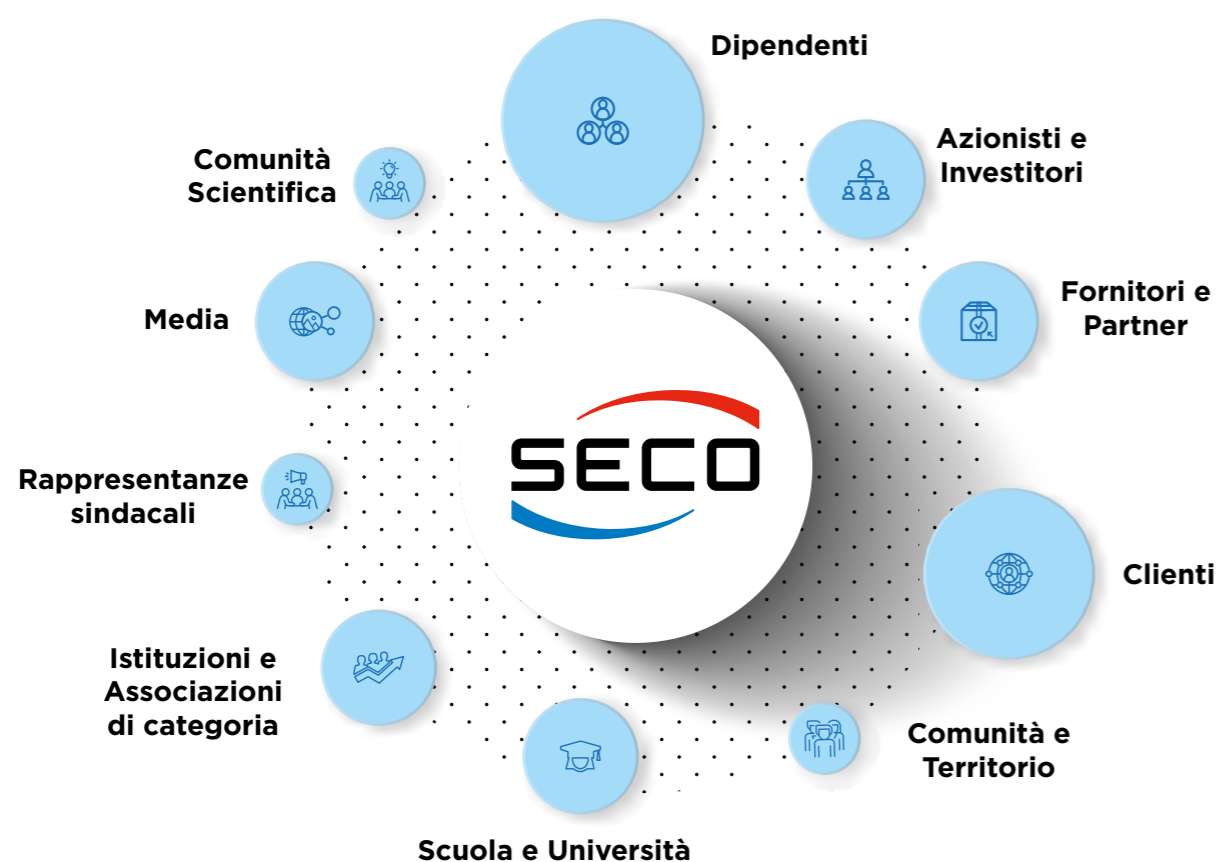 Dipendenti
Azionisti e
Investitori
Comunità
Scientifica
Fornitori e
Partner
Media
SECO
Rappresentanze
sindacali
Clienti
Istituzioni e
Associazioni
di categoria
Comunità e
Territorio
Scuola e Università